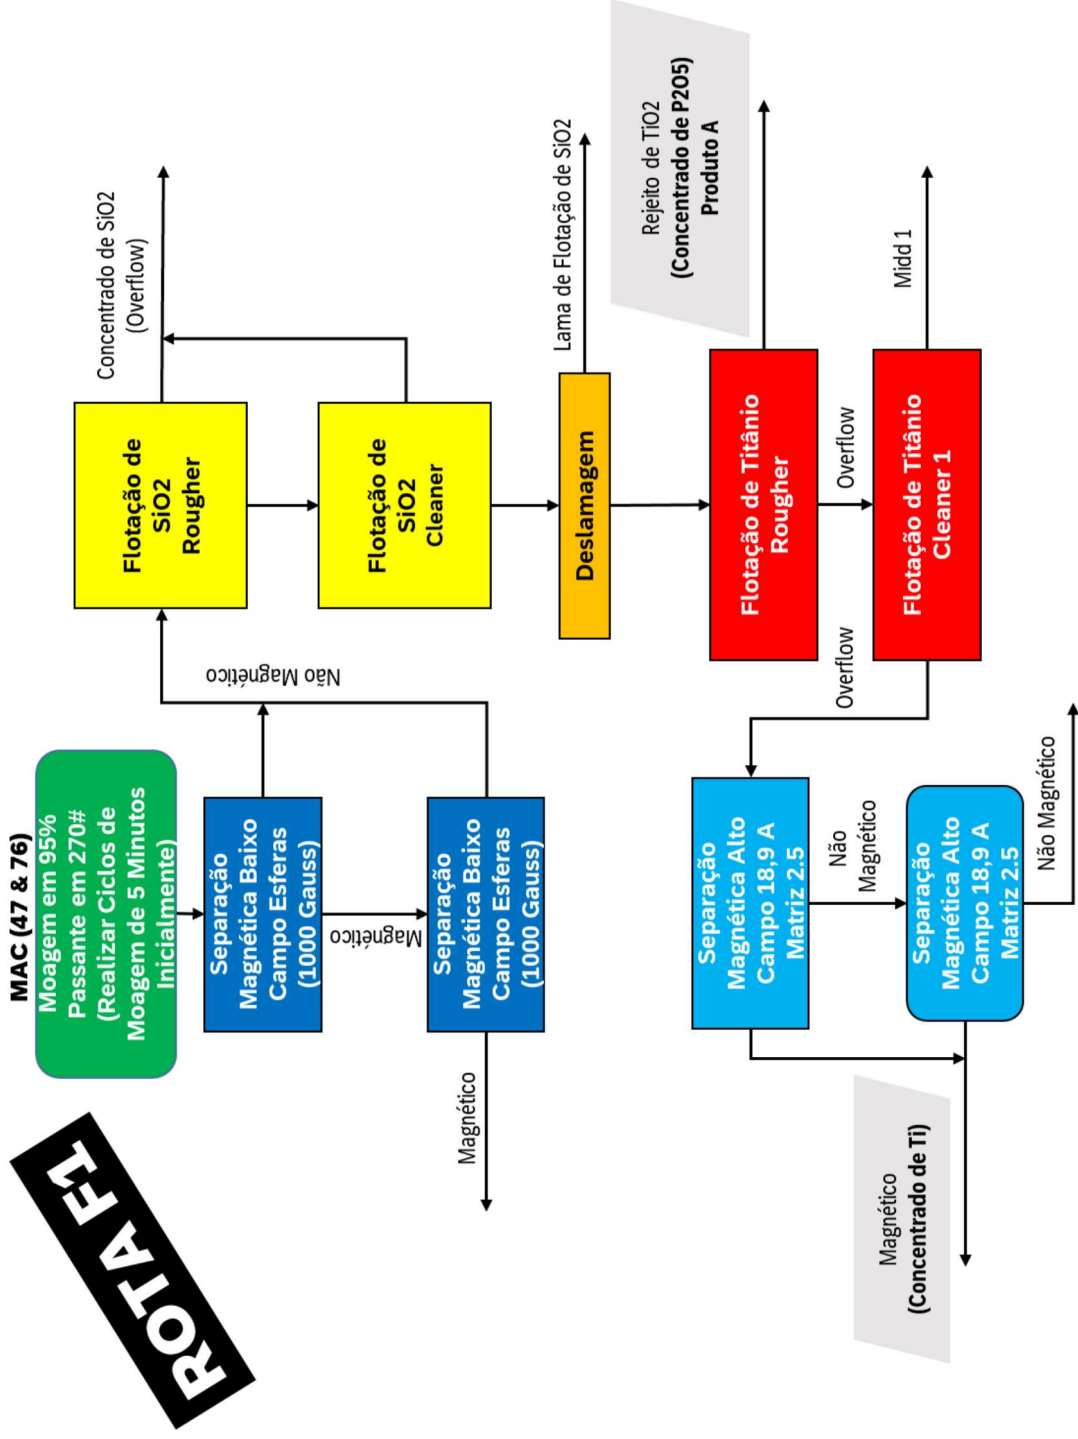 ROTA F1
MAC (47 & 76)
Moagem em 95%
Passante em 270#
(Realizar Ciclos de
Moagem de 5 Minutos
Inicialmente)
Separação
Magnética Baixo
Campo Esferas
(1000 Gauss)
Magnético
Separação
Magnética Baixo
Campo Esferas
(1000 Gauss)
Magnético
Não Magnético
Flotação de
SiO2
Rougher
Concentrado de SiO2
(Overflow)
Flotação de
SiO2
Cleaner
Deslamagem
Lama de Flotação de SiO2
Flotação de Titânio
Rougher
Rejeito de TiO2
(Concentrado de P2O5)
Produto A
Overflow
Flotação de Titânio
Cleaner 1
Midd 1
Overflow
Separação
Magnética Alto
Campo 18,9 A
Matriz 2.5
Não
Magnético
Separação
Magnética Alto
Campo 18,9 A
Matriz 2.5
Não Magnético
Magnético
(Concentrado de Ti)